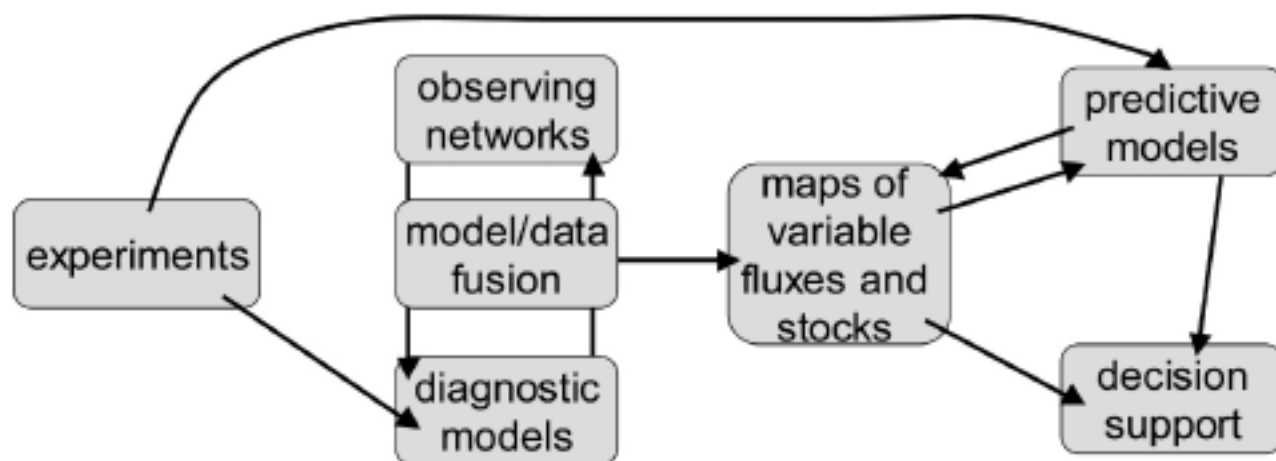 observing
networks
predictive
models
experiments
model/data
fusion
maps of
variable
fluxes and
stocks
diagnostic
models
decision
support